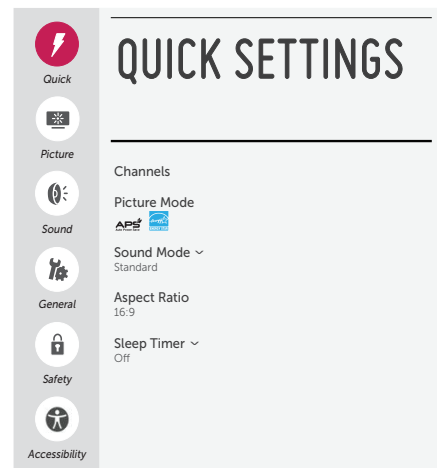 Quick
Picture
Sound
General
Safety
Accessibility
QUICK SETTINGS
Channels
Picture Mode
APS
Sound Mode
Standard
Aspect Ratio
16:9
Sleep Timer
Off